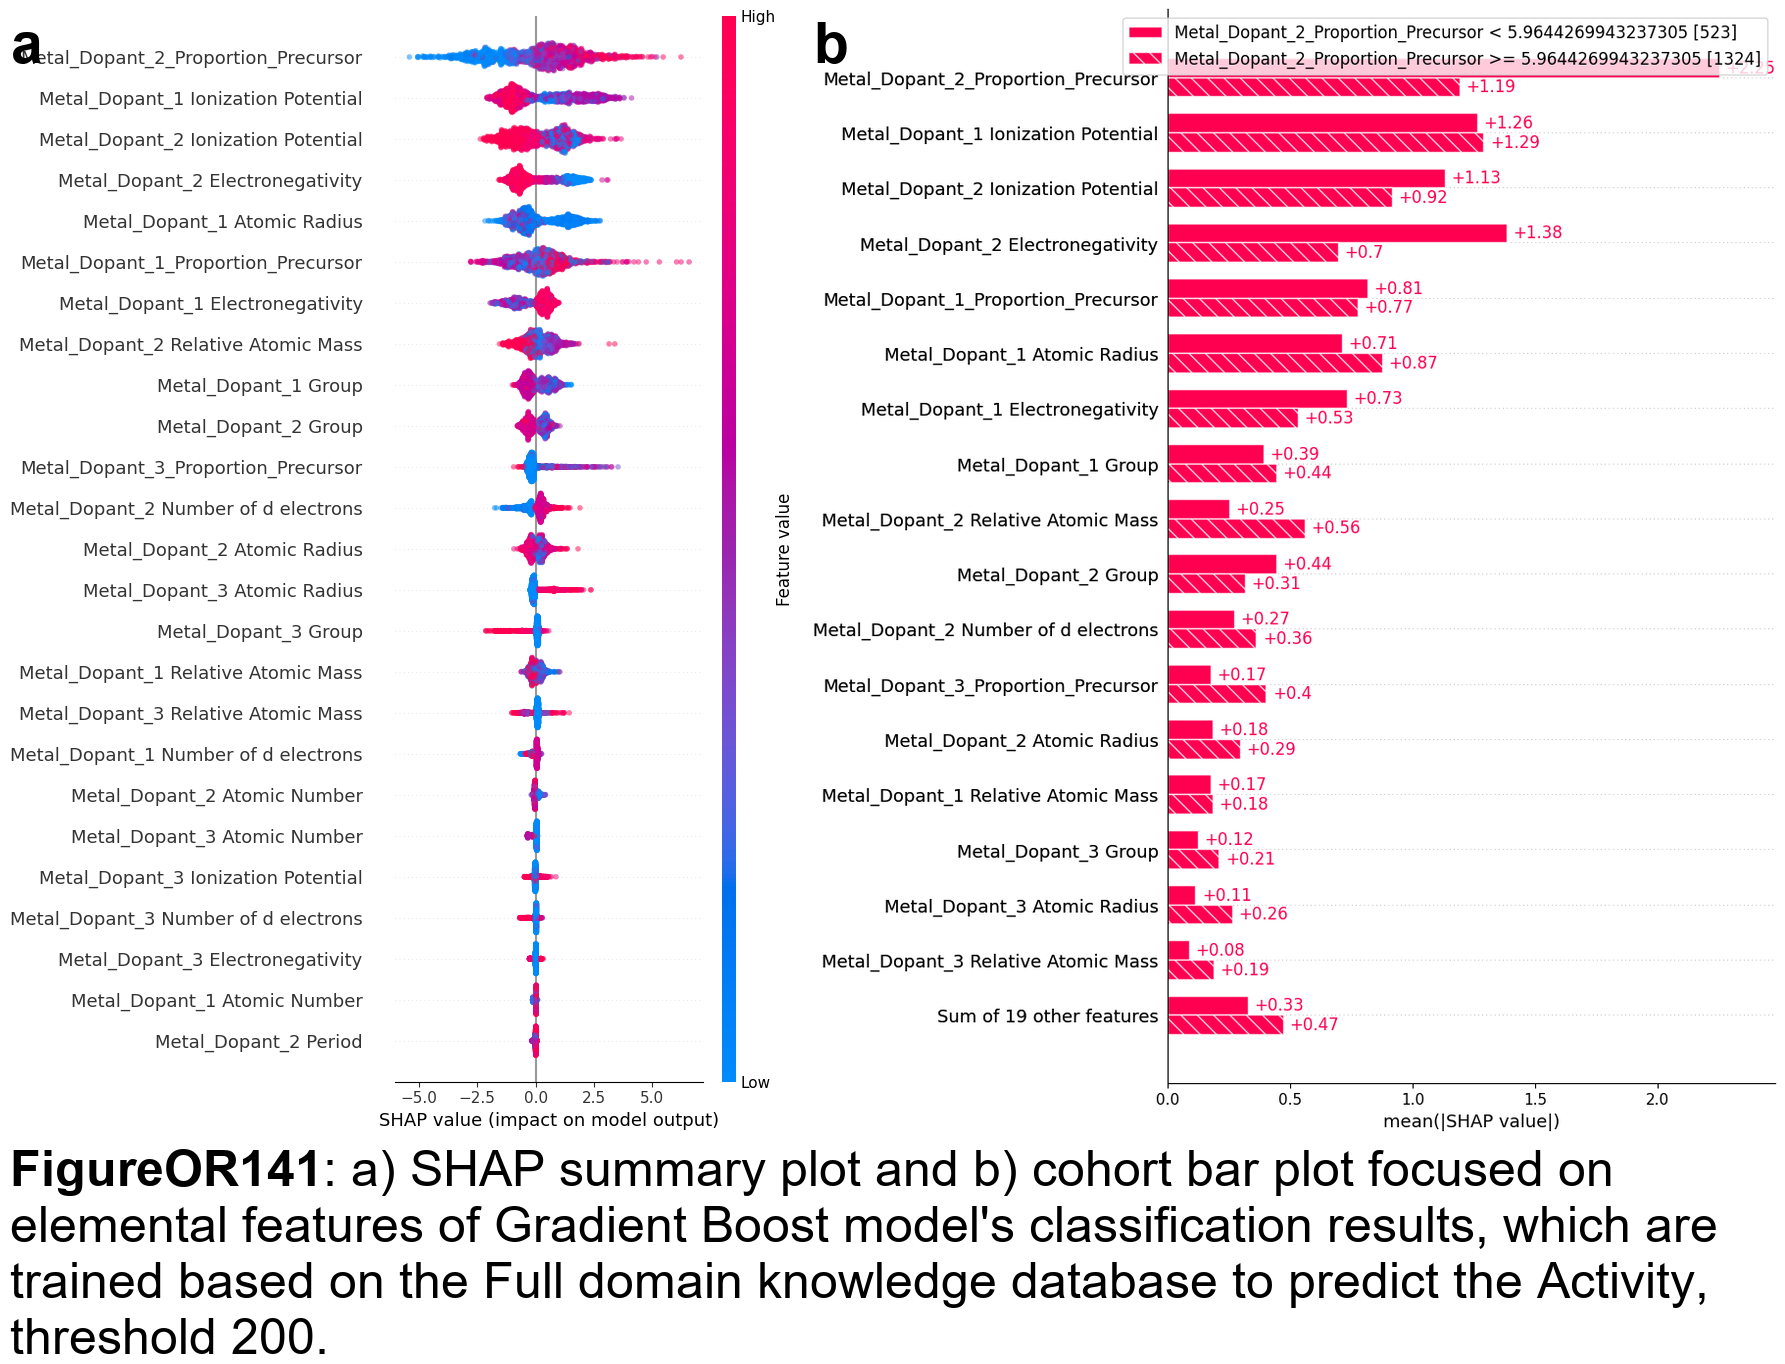 a
Metal_Dopant_2_Proportion_Precursor
Metal_Dopant_1 Ionization Potential
Metal_Dopant_2 Ionization Potential
Metal_Dopant_2 Electronegativity
Metal_Dopant_1 Atomic Radius
Metal_Dopant_1_Proportion_Precursor
Metal_Dopant_1 Electronegativity
Metal_Dopant_2 Relative Atomic Mass
Metal_Dopant_1 Group
Metal_Dopant_2 Group
Metal_Dopant_3_Proportion_Precursor
Metal_Dopant_2 Number of d electrons
Metal_Dopant_2 Atomic Radius
Metal_Dopant_3 Atomic Radius
Metal_Dopant_3 Group
Metal_Dopant_1 Relative Atomic Mass
Metal_Dopant_3 Relative Atomic Mass
Metal_Dopant_1 Number of d electrons
Metal_Dopant_2 Atomic Number
Metal_Dopant_3 Atomic Number
Metal_Dopant_3 Ionization Potential
Metal_Dopant_3 Number of d electrons
Metal_Dopant_3 Electronegativity
Metal_Dopant_1 Atomic Number
Metal_Dopant_2 Period
−5.0 −2.5 0.0 2.5 5.0
SHAP value (impact on model output)
High
Feature value
Low
b
Metal_Dopant_2_Proportion_Precursor < 5.9644269943237305 [523]
Metal_Dopant_2_Proportion_Precursor >= 5.9644269943237305 [1324]
Metal_Dopant_2_Proportion_Precursor +2.25
+1.19
Metal_Dopant_1 Ionization Potential +1.26
+1.29
Metal_Dopant_2 Ionization Potential +1.13
+0.92
Metal_Dopant_2 Electronegativity +1.38
+0.7
Metal_Dopant_1_Proportion_Precursor +0.81
+0.77
Metal_Dopant_1 Atomic Radius +0.71
+0.87
Metal_Dopant_1 Electronegativity +0.73
+0.53
Metal_Dopant_1 Group +0.39
+0.44
Metal_Dopant_2 Relative Atomic Mass +0.25
+0.56
Metal_Dopant_2 Group +0.44
+0.31
Metal_Dopant_2 Number of d electrons +0.27
+0.36
Metal_Dopant_3_Proportion_Precursor +0.17
+0.4
Metal_Dopant_2 Atomic Radius +0.18
+0.29
Metal_Dopant_1 Relative Atomic Mass +0.17
+0.18
Metal_Dopant_3 Group +0.12
+0.21
Metal_Dopant_3 Atomic Radius +0.11
+0.26
Metal_Dopant_3 Relative Atomic Mass +0.08
+0.19
Sum of 19 other features +0.33
+0.47
0.0 0.5 1.0 1.5 2.0
mean(|SHAP value|)
FigureOR141: a) SHAP summary plot and b) cohort bar plot focused on
elemental features of Gradient Boost model's classification results, which are
trained based on the Full domain knowledge database to predict the Activity,
threshold 200.